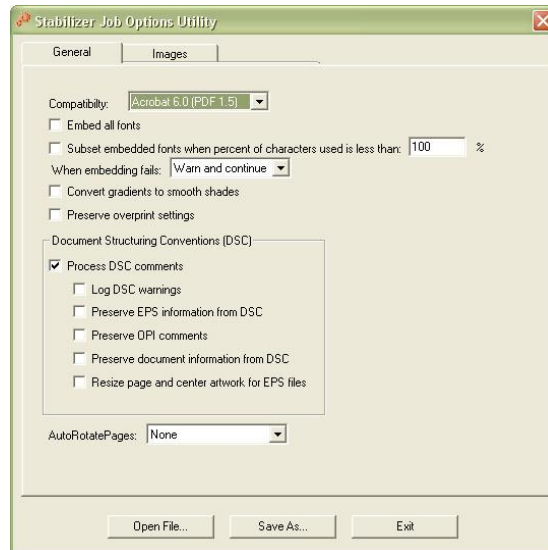 Stabilizer Job Options Utility
General Images
Compatibilty: Acrobat 6.0 (PDF 1.5)
Embed all fonts
Subset embedded fonts when percent of characters used is less than: 100 %
When embedding fails: Warn and continue
Convert gradients to smooth shades
Preserve overprint settings
Document Structuring Conventions (DSC)
Process DSC comments
Log DSC warnings
Preserve EPS information from DSC
Preserve OPI comments
Preserve document information from DSC
Resize page and center artwork for EPS files
AutoRotatePages: None
Open File... Save As... Exit